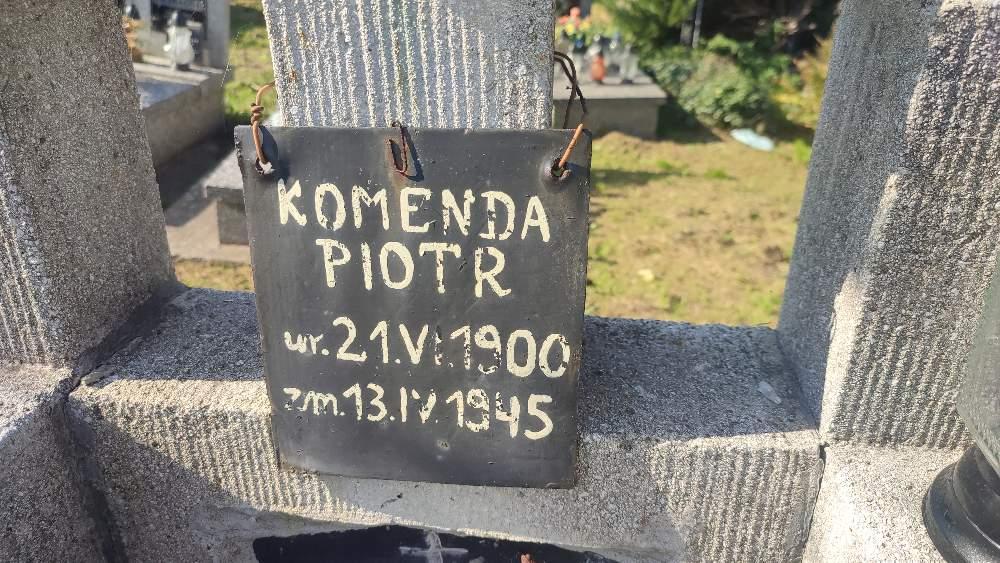 KOMENDA
PIOTR
ur. 21.VI.1900
zm. 13.IV.1945